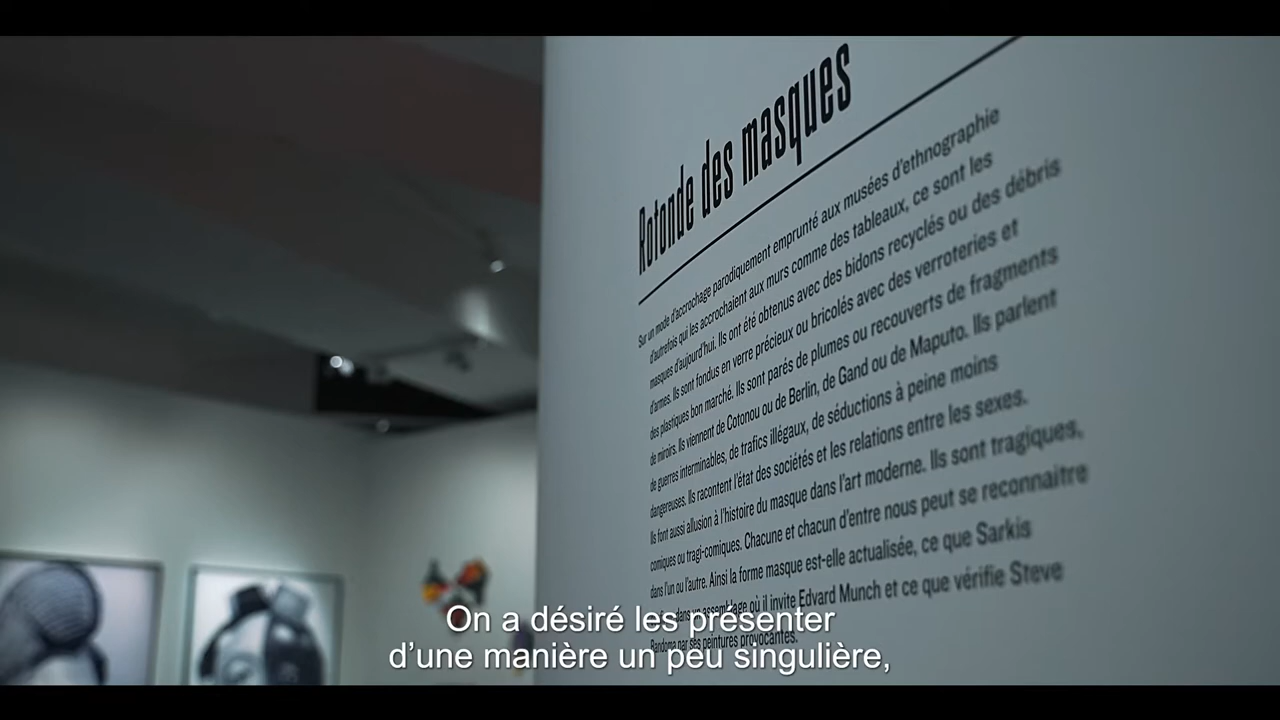 Rotonde des masques
Sur un mode d'accrochage parodiquement emprunté aux musées d'ethnographie
d'autrefois qui les accrochaient aux murs comme des tableaux, ce sont les
masques d'aujourd'hui. Ils ont été obtenus avec des bidons recyclés ou des débris
d'armes. Ils sont fondus en verre précieux ou bricolés avec des verroteries et
des plastiques bon marché. Ils sont parés de plumes ou recouverts de fragments
de miroirs. Ils viennent de Cotonou ou de Berlin, de Gand ou de Maputo. Ils parlent
de guerres interminables, de trafics illégaux, de séductions à peine moins
dangereuses. Ils racontent l'état des sociétés et les relations entre les sexes.
Ils font aussi allusion à l'histoire du masque dans l'art moderne. Ils sont tragiques,
comiques ou tragi-comiques. Chacune et chacun d'entre nous peut se reconnaitre
dans l'un ou l'autre. Ainsi la forme masque est-elle actualisée, ce que Sarkis
dans un assemblage où il invite Edvard Munch et ce que vérifie Steve
Bandoma par ses peintures provocantes.
On a désiré les présenter
d'une manière un peu singulière,